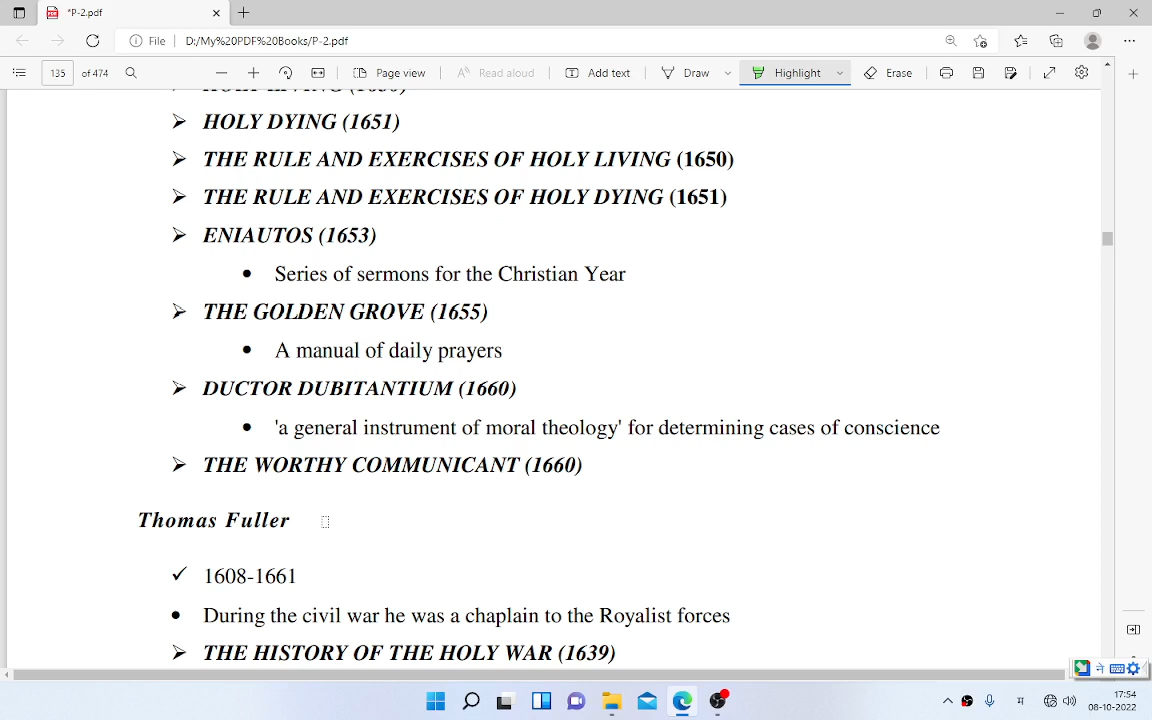 *P-2.pdf
File D:/My%20PDF%20Books/P-2.pdf
135 of 474 Page view Read aloud Add text Draw Highlight Erase
HOLY DYING (1651)
THE RULE AND EXERCISES OF HOLY LIVING (1650)
THE RULE AND EXERCISES OF HOLY DYING (1651)
ENIAUTOS (1653)
Series of sermons for the Christian Year
THE GOLDEN GROVE (1655)
A manual of daily prayers
DUCTOR DUBITANTIUM (1660)
'a general instrument of moral theology' for determining cases of conscience
THE WORTHY COMMUNICANT (1660)
Thomas Fuller
1608-1661
During the civil war he was a chaplain to the Royalist forces
THE HISTORY OF THE HOLY WAR (1639)
17:54
08-10-2022